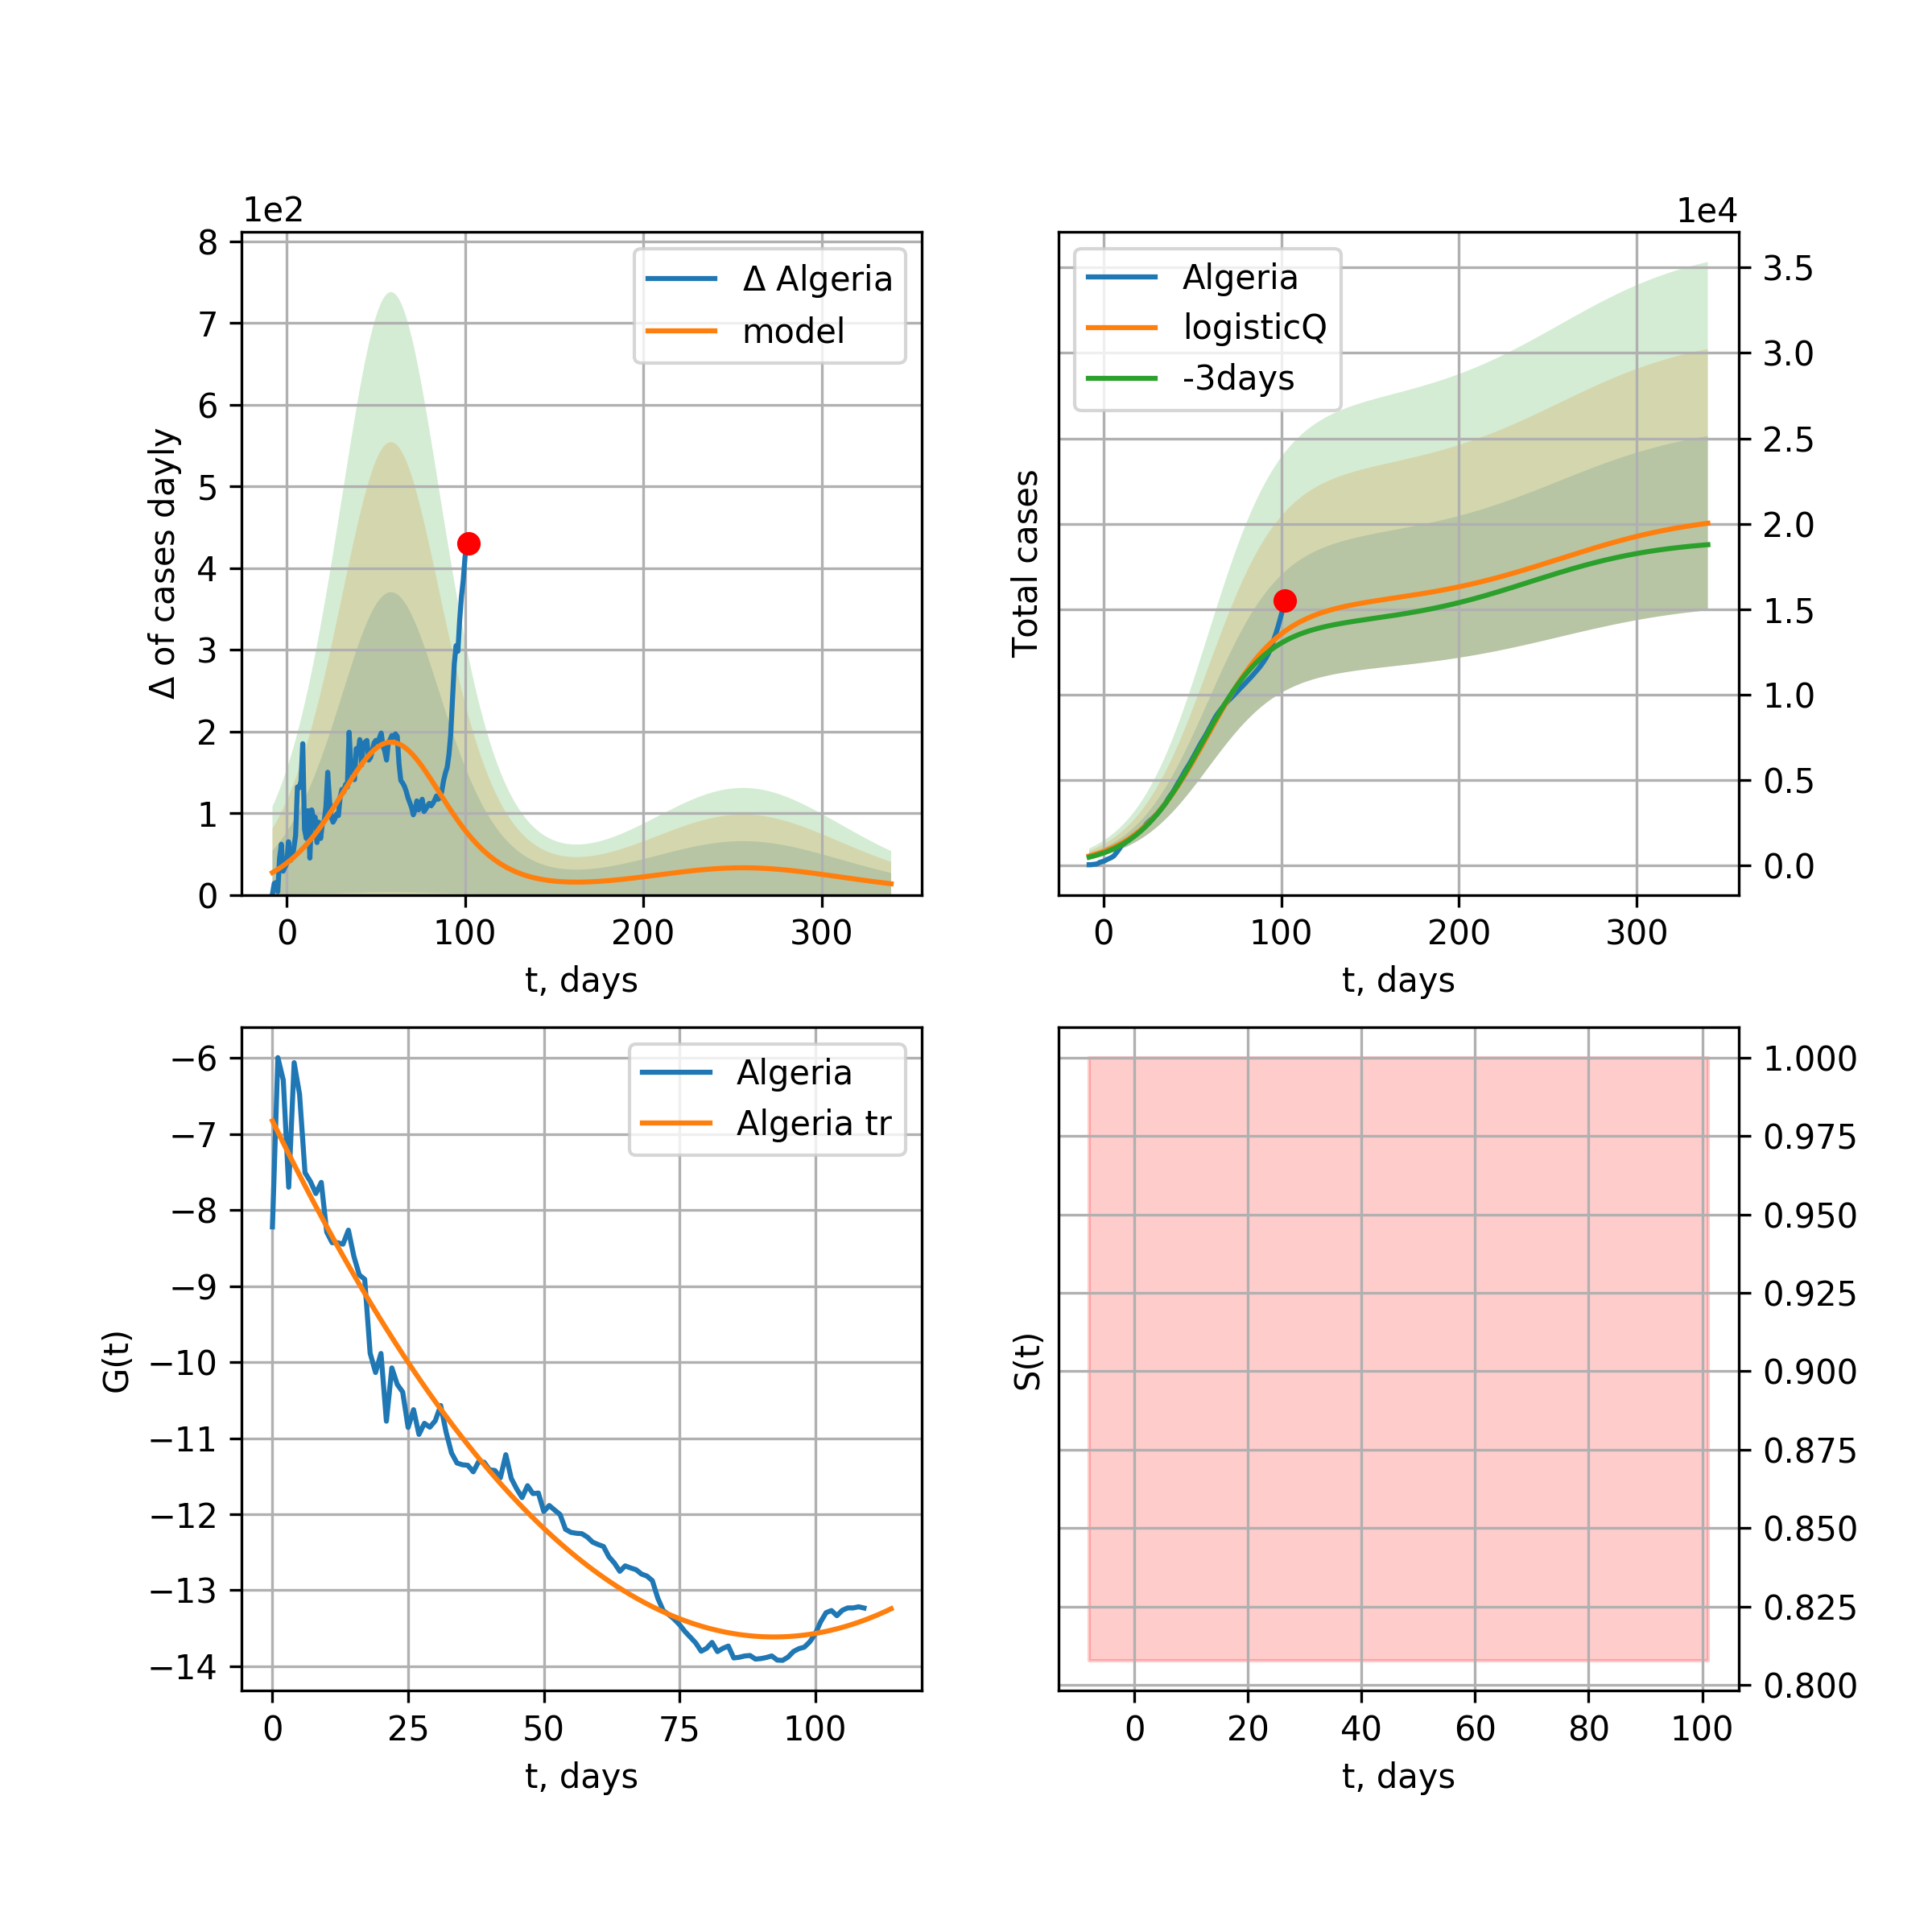 1e2
8
7
6
5
4
3
2
1
0
Δ of cases dayly
Δ Algeria
model
0 100 200 300
t, days
1e4
Total cases
Algeria
logisticQ
-3days
3.5
3.0
2.5
2.0
1.5
1.0
0.5
0.0
0 100 200 300
t, days
−6
−7
−8
−9
−10
−11
−12
−13
−14
G(t)
Algeria
Algeria tr
0 25 50 75 100
t, days
S(t)
1.000
0.975
0.950
0.925
0.900
0.875
0.850
0.825
0.800
0 20 40 60 80 100
t, days